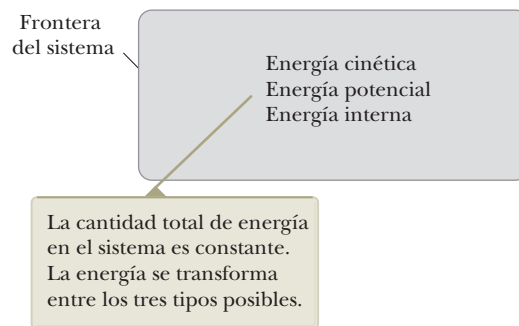 Frontera
del sistema
Energía cinética
Energía potencial
Energía interna
La cantidad total de energía
en el sistema es constante.
La energía se transforma
entre los tres tipos posibles.